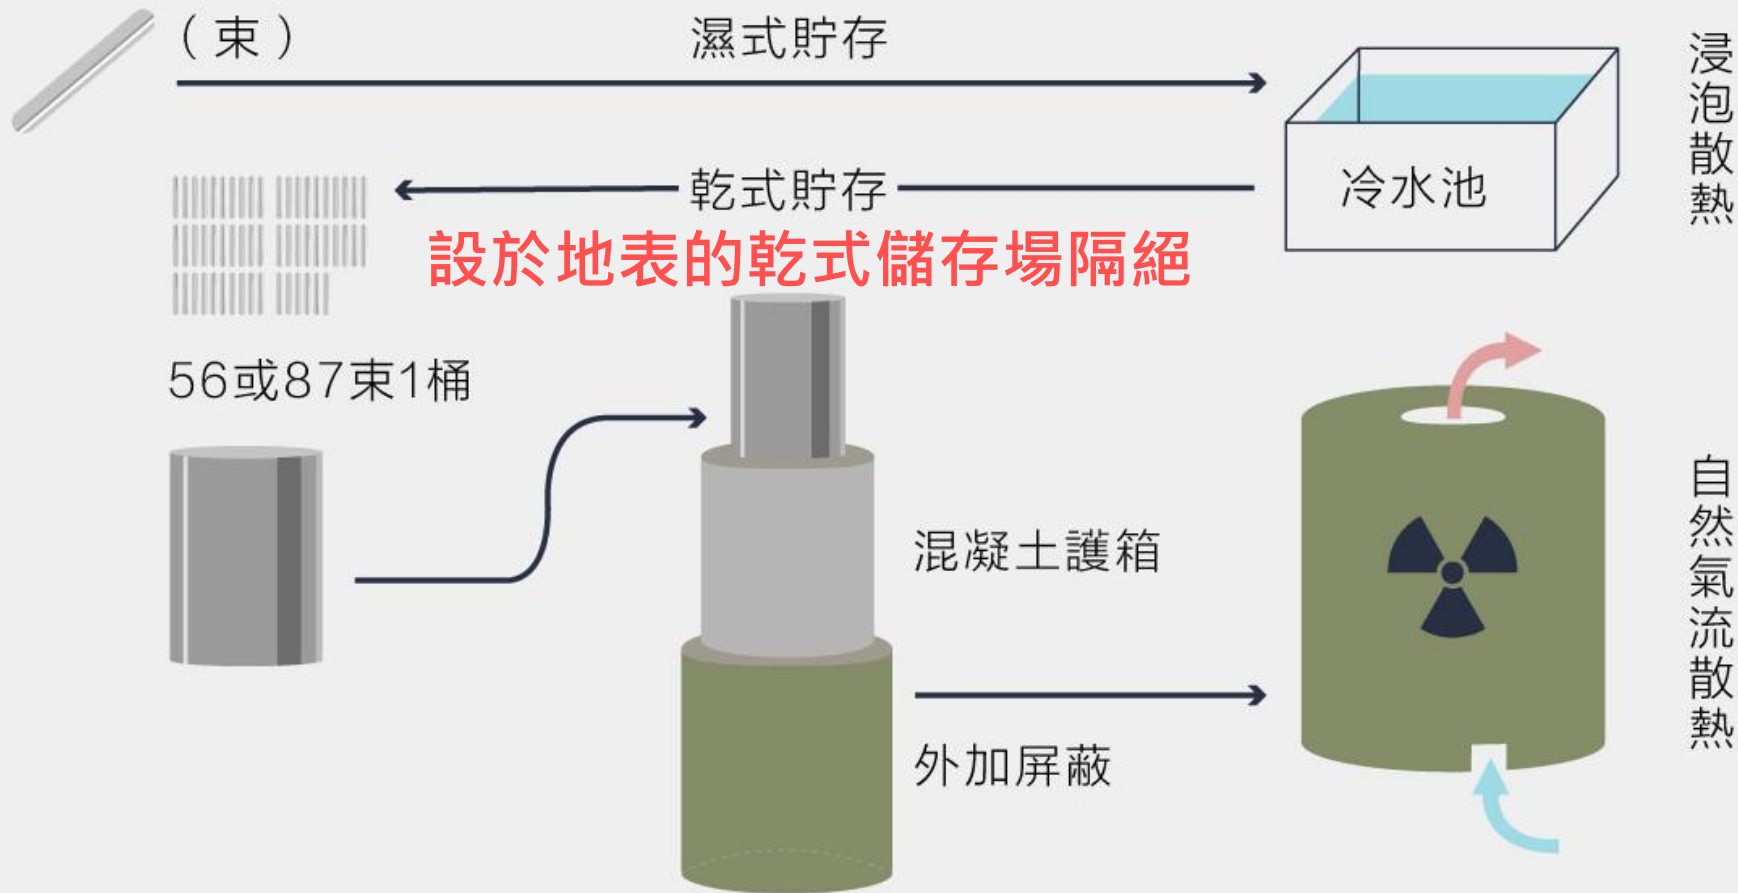 （束）
濕式貯存
浸泡散熱
冷水池
乾式貯存
設於地表的乾式儲存場隔絕
56或87束1桶
混凝土護箱
外加屏蔽
自然氣流散熱